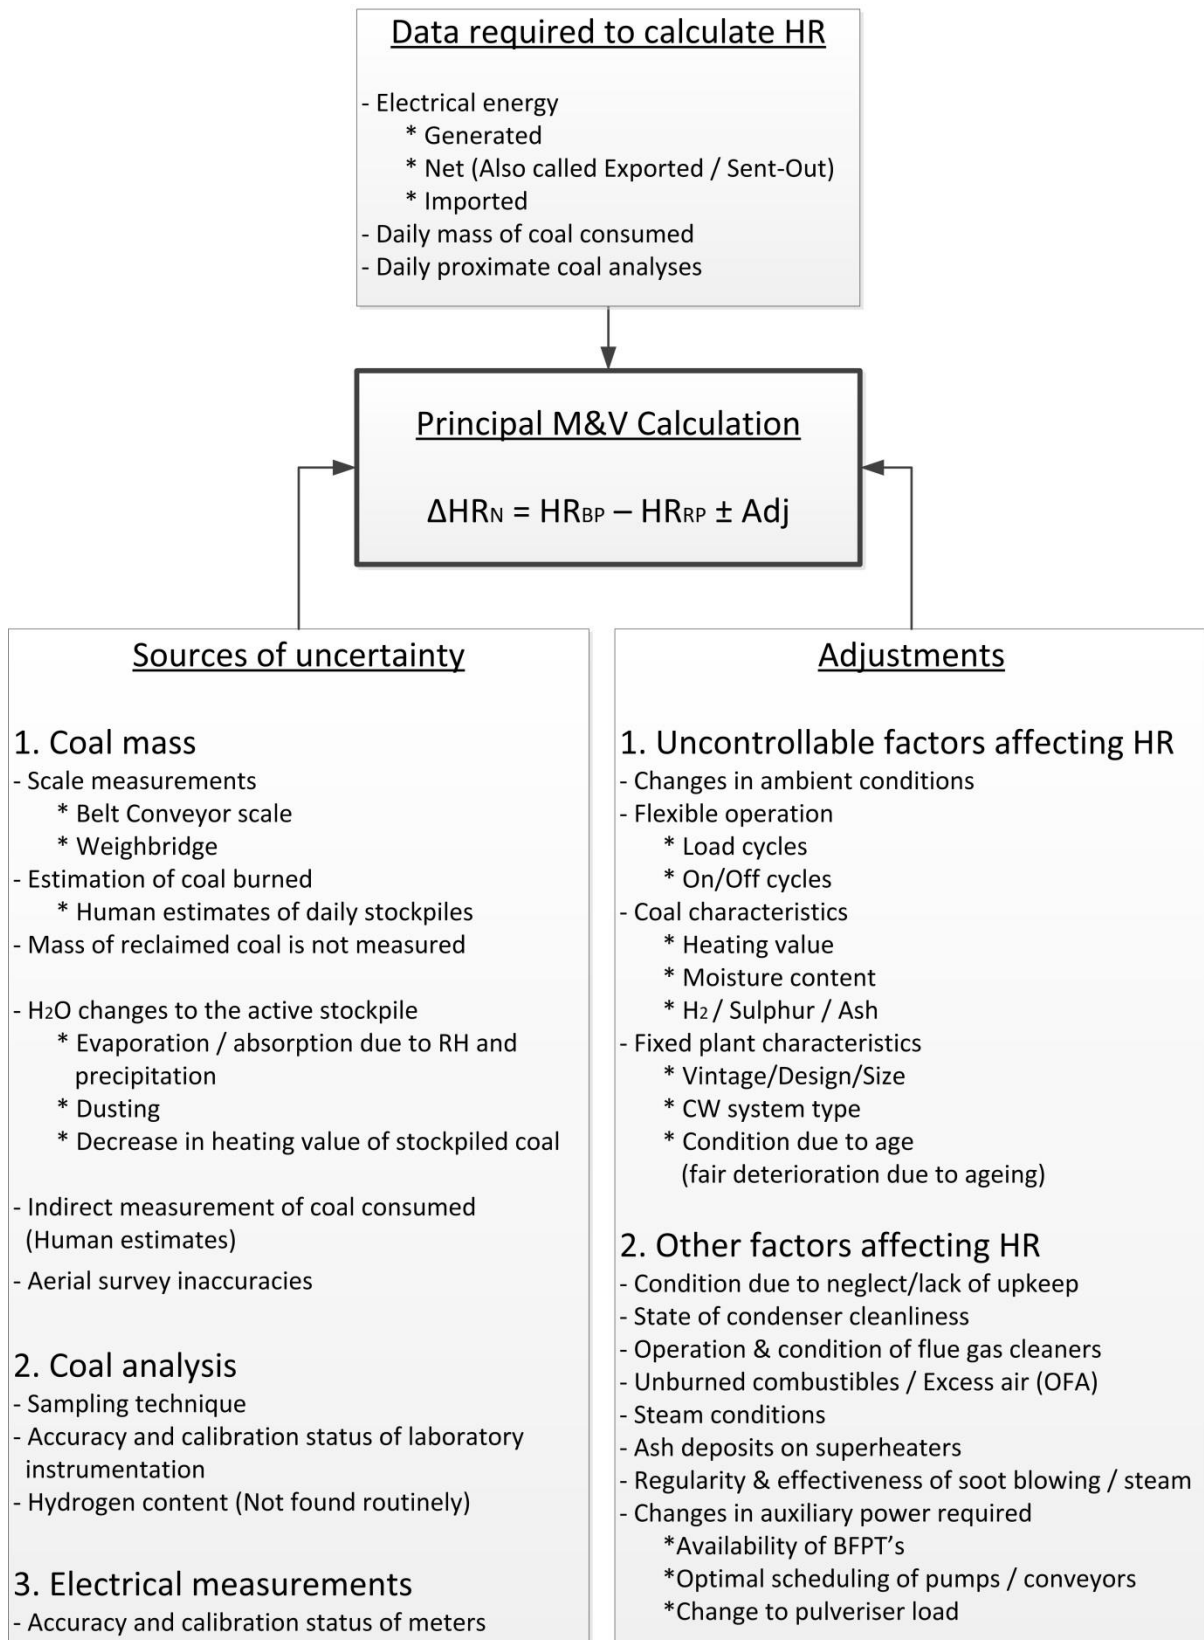 Data required to calculate HR
- Electrical energy
* Generated
* Net (Also called Exported / Sent-Out)
* Imported
- Daily mass of coal consumed
- Daily proximate coal analyses
Principal M&V Calculation
ΔHRN = HRBP – HRRP ± Adj
Sources of uncertainty
1. Coal mass
- Scale measurements
* Belt Conveyor scale
* Weighbridge
- Estimation of coal burned
* Human estimates of daily stockpiles
- Mass of reclaimed coal is not measured
- H2O changes to the active stockpile
* Evaporation / absorption due to RH and
precipitation
* Dusting
* Decrease in heating value of stockpiled coal
- Indirect measurement of coal consumed
(Human estimates)
- Aerial survey inaccuracies
2. Coal analysis
- Sampling technique
- Accuracy and calibration status of laboratory
instrumentation
- Hydrogen content (Not found routinely)
3. Electrical measurements
- Accuracy and calibration status of meters
Adjustments
1. Uncontrollable factors affecting HR
- Changes in ambient conditions
- Flexible operation
* Load cycles
* On/Off cycles
- Coal characteristics
* Heating value
* Moisture content
* H2 / Sulphur / Ash
- Fixed plant characteristics
* Vintage/Design/Size
* CW system type
* Condition due to age
(fair deterioration due to ageing)
2. Other factors affecting HR
- Condition due to neglect/lack of upkeep
- State of condenser cleanliness
- Operation & condition of flue gas cleaners
- Unburned combustibles / Excess air (OFA)
- Steam conditions
- Ash deposits on superheaters
- Regularity & effectiveness of soot blowing / steam
- Changes in auxiliary power required
*Availability of BFPT’s
*Optimal scheduling of pumps / conveyors
*Change to pulveriser load